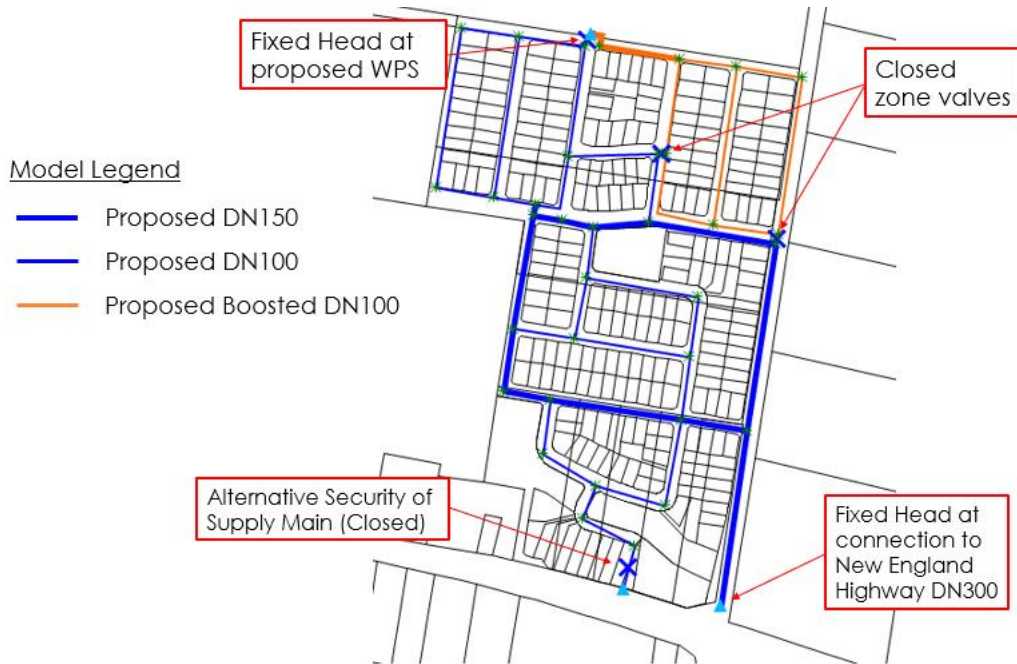 Fixed Head at
proposed WPS
Closed
zone valves
Model Legend
Proposed DN150
Proposed DN100
Proposed Boosted DN100
Alternative Security of
Supply Main (Closed)
Fixed Head at
connection to
New England
Highway DN300